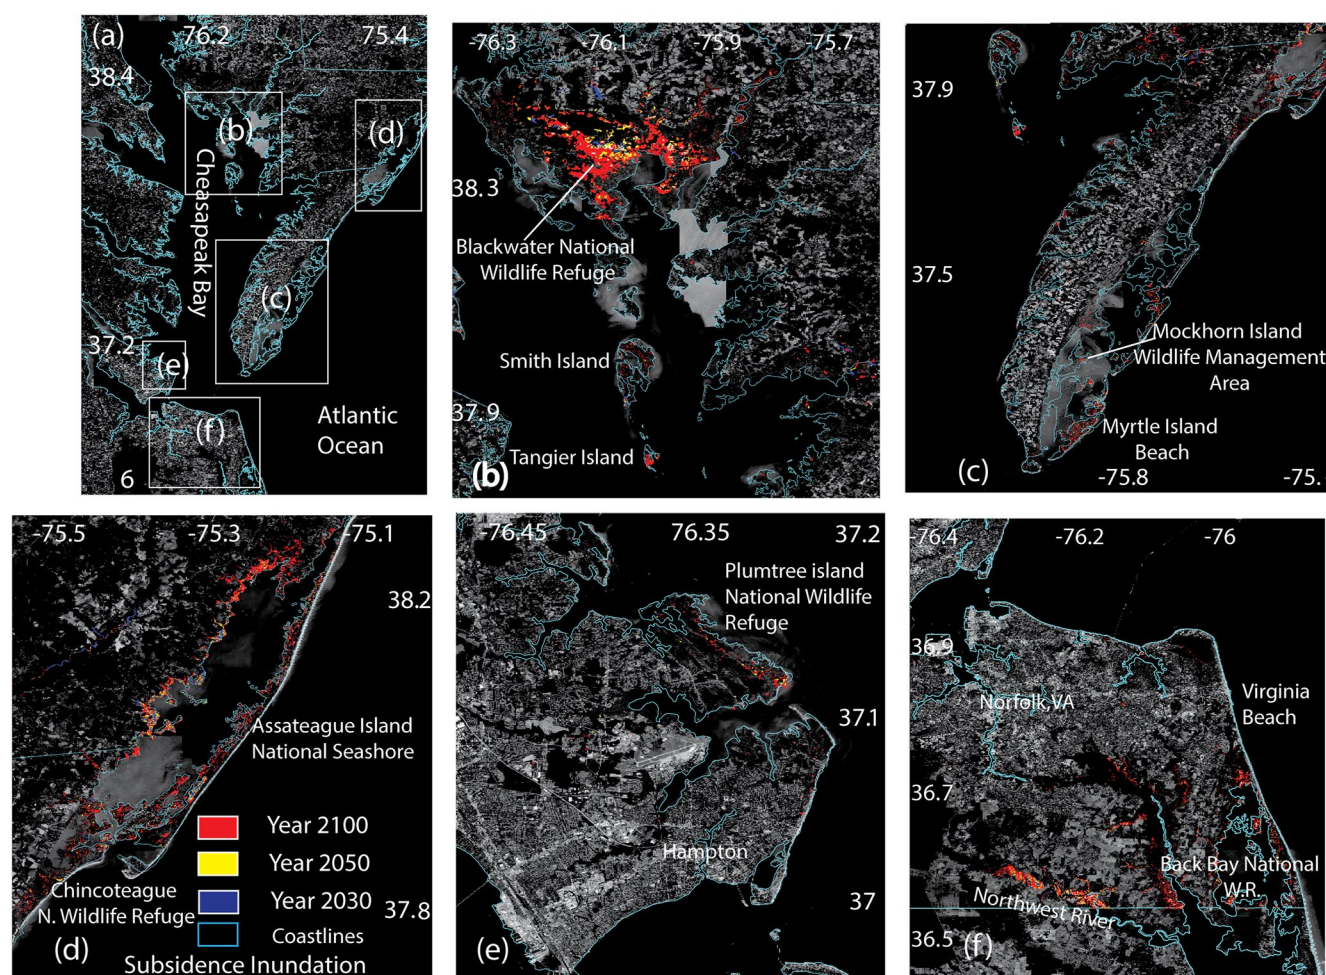 (a)
76.2
75.4
38.4
(b)
(d)
Cheasapeak Bay
(c)
37.2
(e)
(f)
Atlantic
Ocean
6
-76.3
-76.1
-75.9
-75.7
38.3
Blackwater National
Wildlife Refuge
Smith Island
37.9
Tangier Island
(b)
(c)
37.9
37.5
Mockhorn Island
Wildlife Management
Area
Myrtle Island
Beach
-75.8
-75.
(c)
-75.5
-75.3
-75.1
38.2
Assateague Island
National Seashore
Year 2100
Year 2050
Year 2030
Coastlines
Chincoteague
N. Wildlife Refuge
37.8
(d)
Subsidence Inundation
-76.45
76.35
37.2
Plumtree island
National Wildlife
Refuge
37.1
Hampton
37
(e)
-76.4
-76.2
-76
36.9
Norfolk,VA
Virginia
Beach
36.7
Back Bay National
W.R.
Northwest River
36.5
(f)